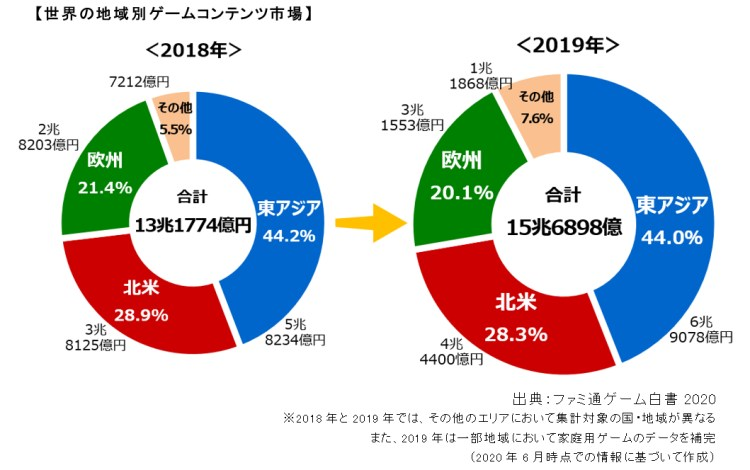 【世界の地域別ゲームコンテンツ市場】
<2018年>
7212億円
その他
5.5%
2兆
8203億円
欧州
21.4%
合計
13兆1774億円
東アジア
44.2%
北米
28.9%
3兆
8125億円
5兆
8234億円
<2019年>
1兆
1868億円
その他
7.6%
3兆
1553億円
欧州
20.1%
合計
15兆6898億
東アジア
44.0%
北米
28.3%
4兆
4400億円
6兆
9078億円
出典:ファミ通ゲーム白書 2020
※2018年と2019年では、その他のエリアにおいて集計対象の国・地域が異なる
また、2019年は一部地域において家庭用ゲームのデータを補完
(2020年6月時点での情報に基づいて作成)